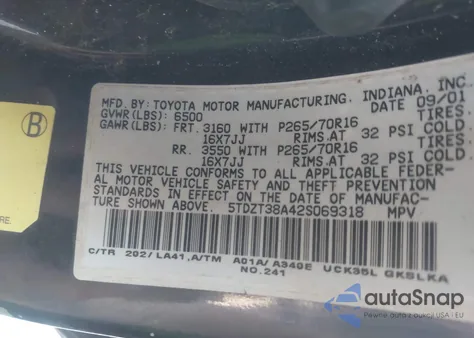 MFD. BY: TOYOTA MOTOR MANUFACTURING, INDIANA, INC.
GVWR(LBS): 6500 DATE 09/01
GAWR(LBS): FRT. 3160 WITH P265/70R16 TIRES.
16X7JJ RIMS.AT 32 PSI COLD.
RR. 3550 WITH P265/70R16 TIRES.
16X7JJ RIMS.AT 32 PSI COLD.
THIS VEHICLE CONFORMS TO ALL APPLICABLE FEDER-
AL MOTOR VEHICLE SAFETY AND THEFT PREVENTION
STANDARDS IN EFFECT ON THE DATE OF MANUFAC-
TURE SHOWN ABOVE. 5TDZT38A42S069318 MPV
C/TR 202/LA41,A/TM A01A/A340E UCK35L GKSLKA
NO.241
B
RE.
autoSnap